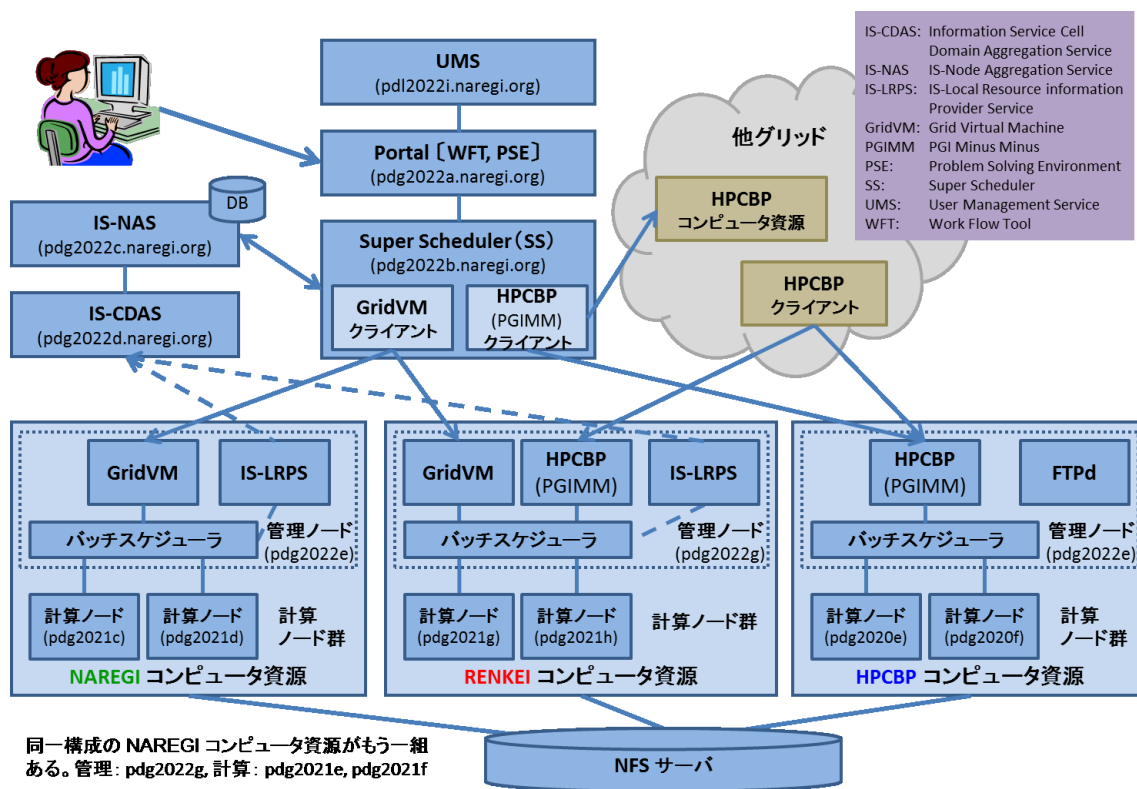 UMS
(pdl2022i.naregi.org)
Portal〔WFT, PSE〕
(pdg2022a.naregi.org)
DB
IS-NAS
(pdg2022c.naregi.org)
Super Scheduler（SS）
(pdg2022b.naregi.org)
GridVM
クライアント
HPCBP
(PGIMM)
クライアント
IS-CDAS
(pdg2022d.naregi.org)
他グリッド
HPCBP
コンピュータ資源
HPCBP
クライアント
IS-CDAS: Information Service Cell
Domain Aggregation Service
IS-NAS IS-Node Aggregation Service
IS-LRPS: IS-Local Resource information
Provider Service
GridVM: Grid Virtual Machine
PGIMM PGI Minus Minus
PSE: Problem Solving Environment
SS: Super Scheduler
UMS: User Management Service
WFT: Work Flow Tool
GridVM
IS-LRPS
バッチスケジューラ
管理ノード
(pdg2022e)
計算ノード
(pdg2021c)
計算ノード
(pdg2021d)
計算
ノード群
NAREGI コンピュータ資源
GridVM
HPCBP
(PGIMM)
IS-LRPS
バッチスケジューラ
管理ノード
(pdg2022g)
計算ノード
(pdg2021g)
計算ノード
(pdg2021h)
計算ノード群
RENKEI コンピュータ資源
HPCBP
(PGIMM)
FTPd
バッチスケジューラ
管理ノード
(pdg2022e)
計算ノード
(pdg2020e)
計算ノード
(pdg2020f)
計算
ノード群
HPCBP コンピュータ資源
同一構成の NAREGI コンピュータ資源がもう一組
ある。管理： pdg2022g, 計算： pdg2021e, pdg2021f
NFS サーバ